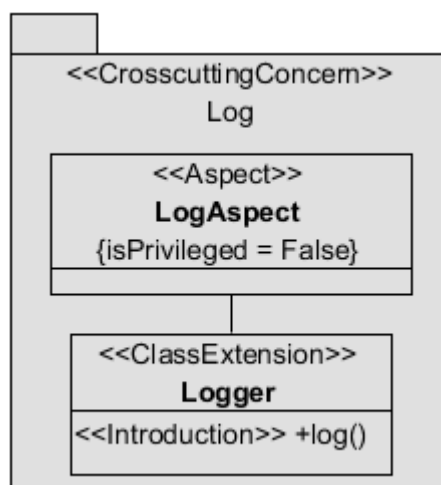 <<CrosscuttingConcern>>
Log
<<Aspect>>
LogAspect
{isPrivileged = False}
<<ClassExtension>>
Logger
<<Introduction>> +log()